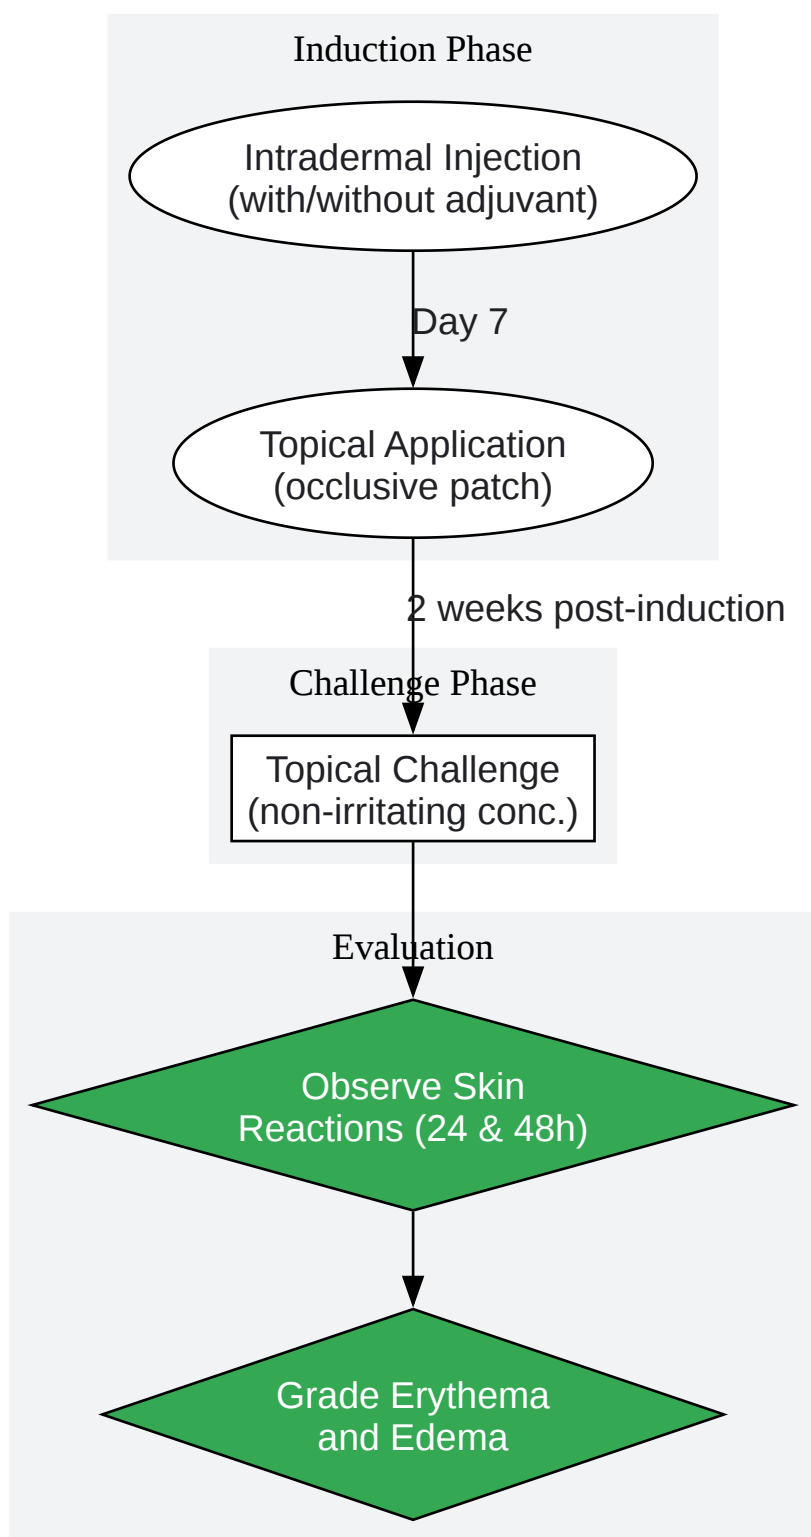 Induction Phase
Intradermal Injection
(with/without adjuvant)
Day 7
Topical Application
(occlusive patch)
2 weeks post-induction
Challenge Phase
Topical Challenge
(non-irritating conc.)
Evaluation
Observe Skin
Reactions (24 & 48h)
Grade Erythema
and Edema